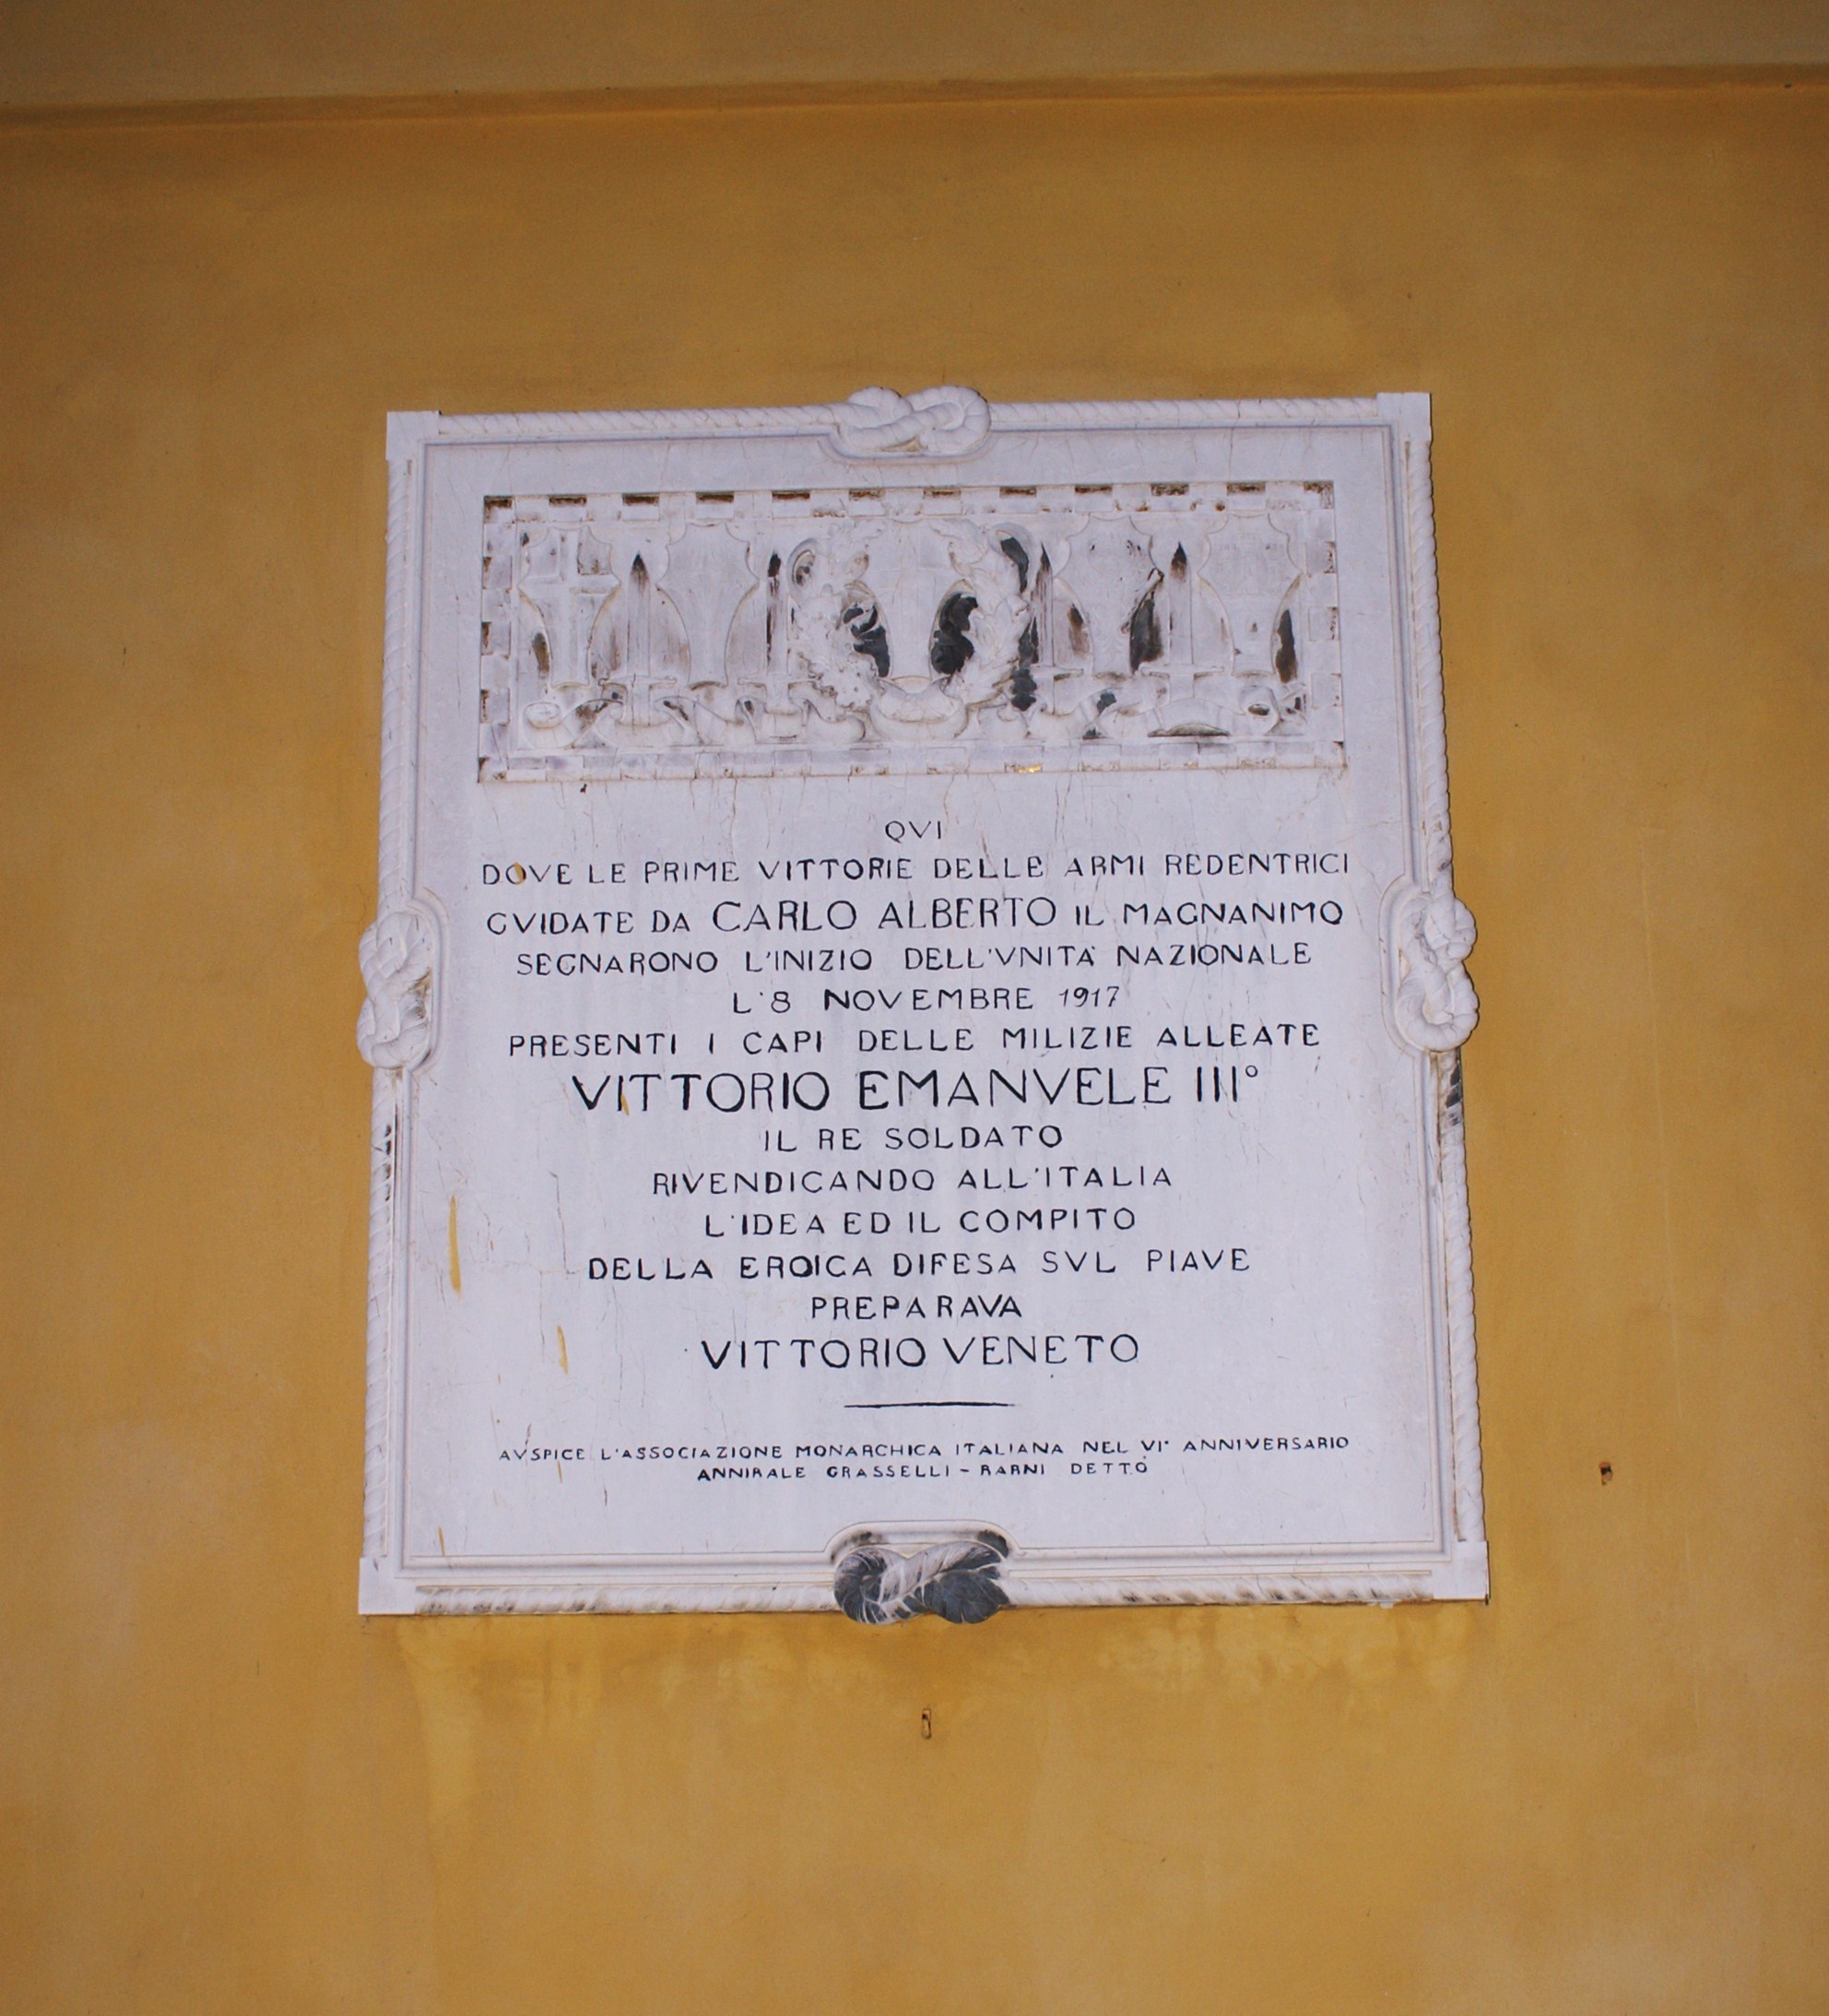 QVI
DOVE LE PRIME VITTORIE DELLE ARMI REDENTRICI
GVIDATE DA CARLO ALBERTO IL MAGNANIMO
SEGNARONO L'INIZIO DELL'VNITÀ NAZIONALE
L'8 NOVEMBRE 1917
PRESENTI I CAPI DELLE MILIZIE ALLEATE
VITTORIO EMANVELE III°
IL RE SOLDATO
RIVENDICANDO ALL'ITALIA
L'IDEA ED IL COMPITO
DELLA EROICA DIFESA SVL PIAVE
PREPARAVA
VITTORIO VENETO
AVSPICE L'ASSOCIAZIONE MONARCHICA ITALIANA NEL VI° ANNIVERSARIO
ANNIBALE GRASSELLI - BARNI DETTÒ